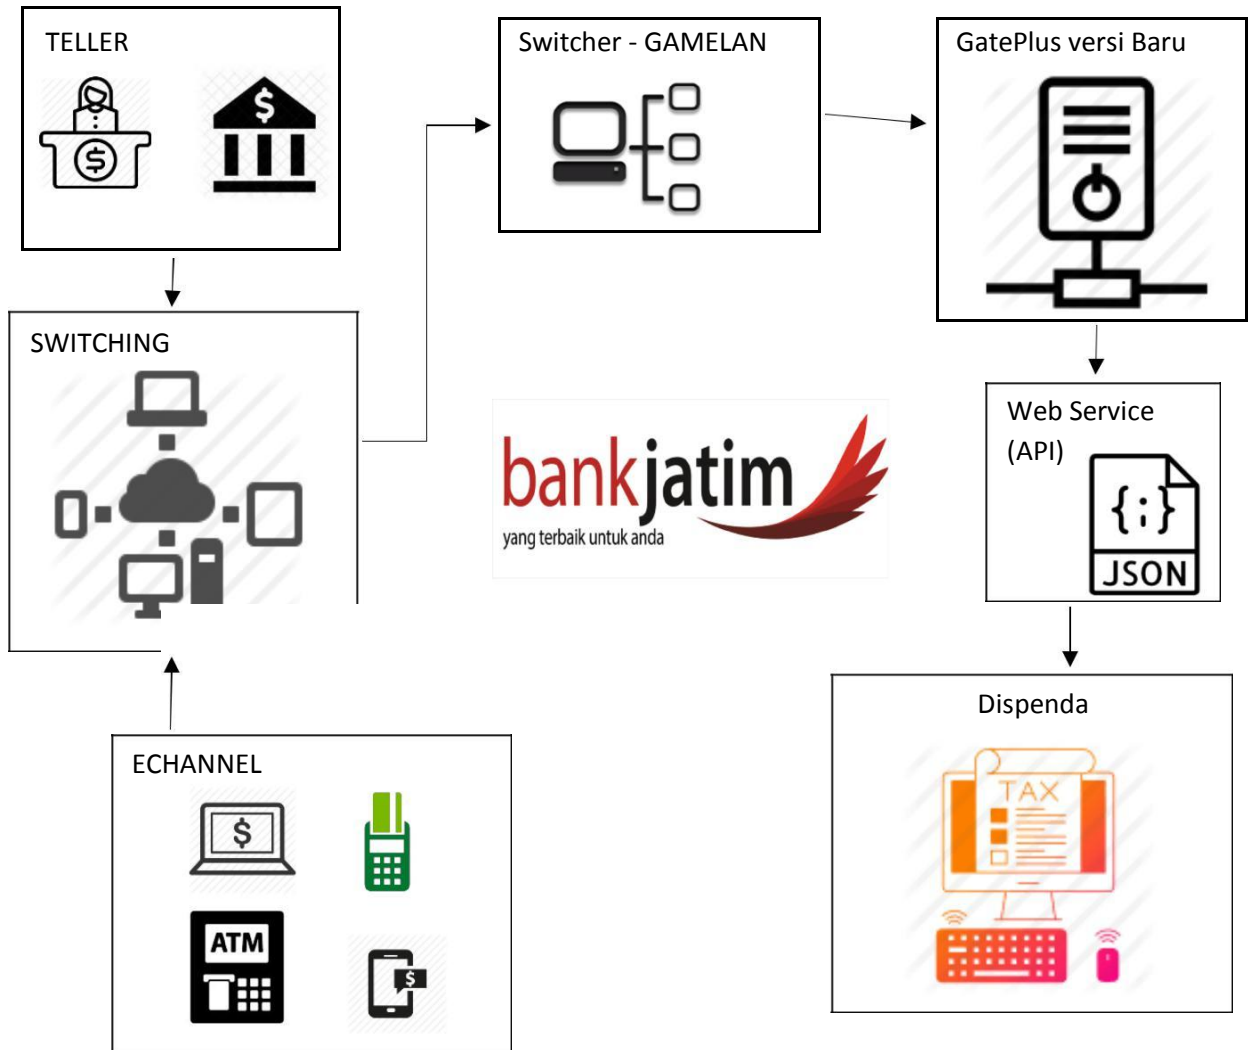 TELLER
$
$
Switcher - GAMELAN
GatePlus versi Baru
SWITCHING
bankjatim
yang terbaik untuk anda
Web Service
(API)
{;}
JSON
Dispenda
TAX
ECHANNEL
$
ATM
$